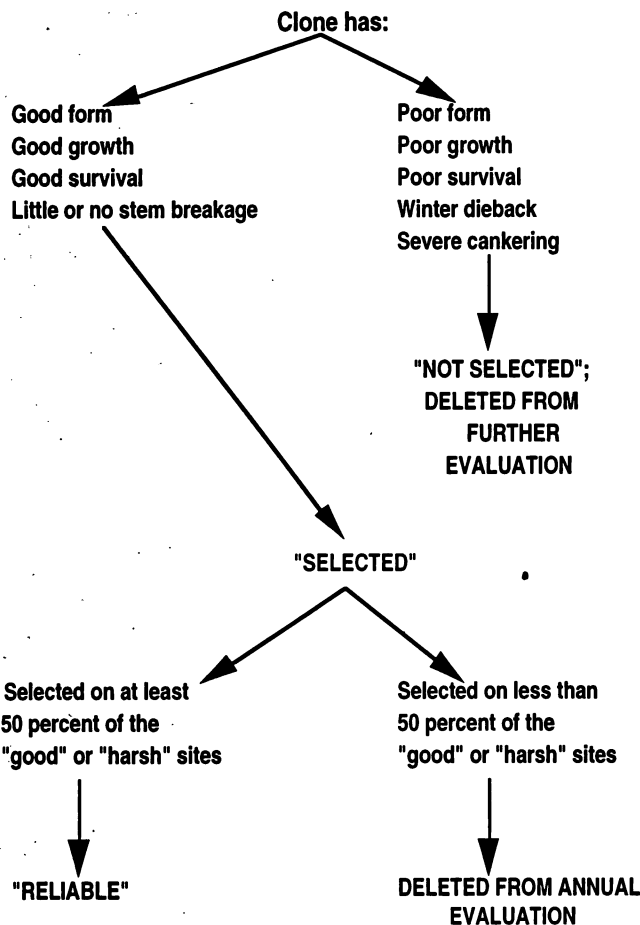 Clone has:
Good form
Good growth
Good survival
Little or no stem breakage
Poor form
Poor growth
Poor survival
Winter dieback
Severe cankering
"NOT SELECTED";
DELETED FROM
FURTHER
EVALUATION
"SELECTED"
Selected on at least
50 percent of the
"good" or "harsh" sites
Selected on less than
50 percent of the
"good" or "harsh" sites
"RELIABLE"
DELETED FROM ANNUAL
EVALUATION